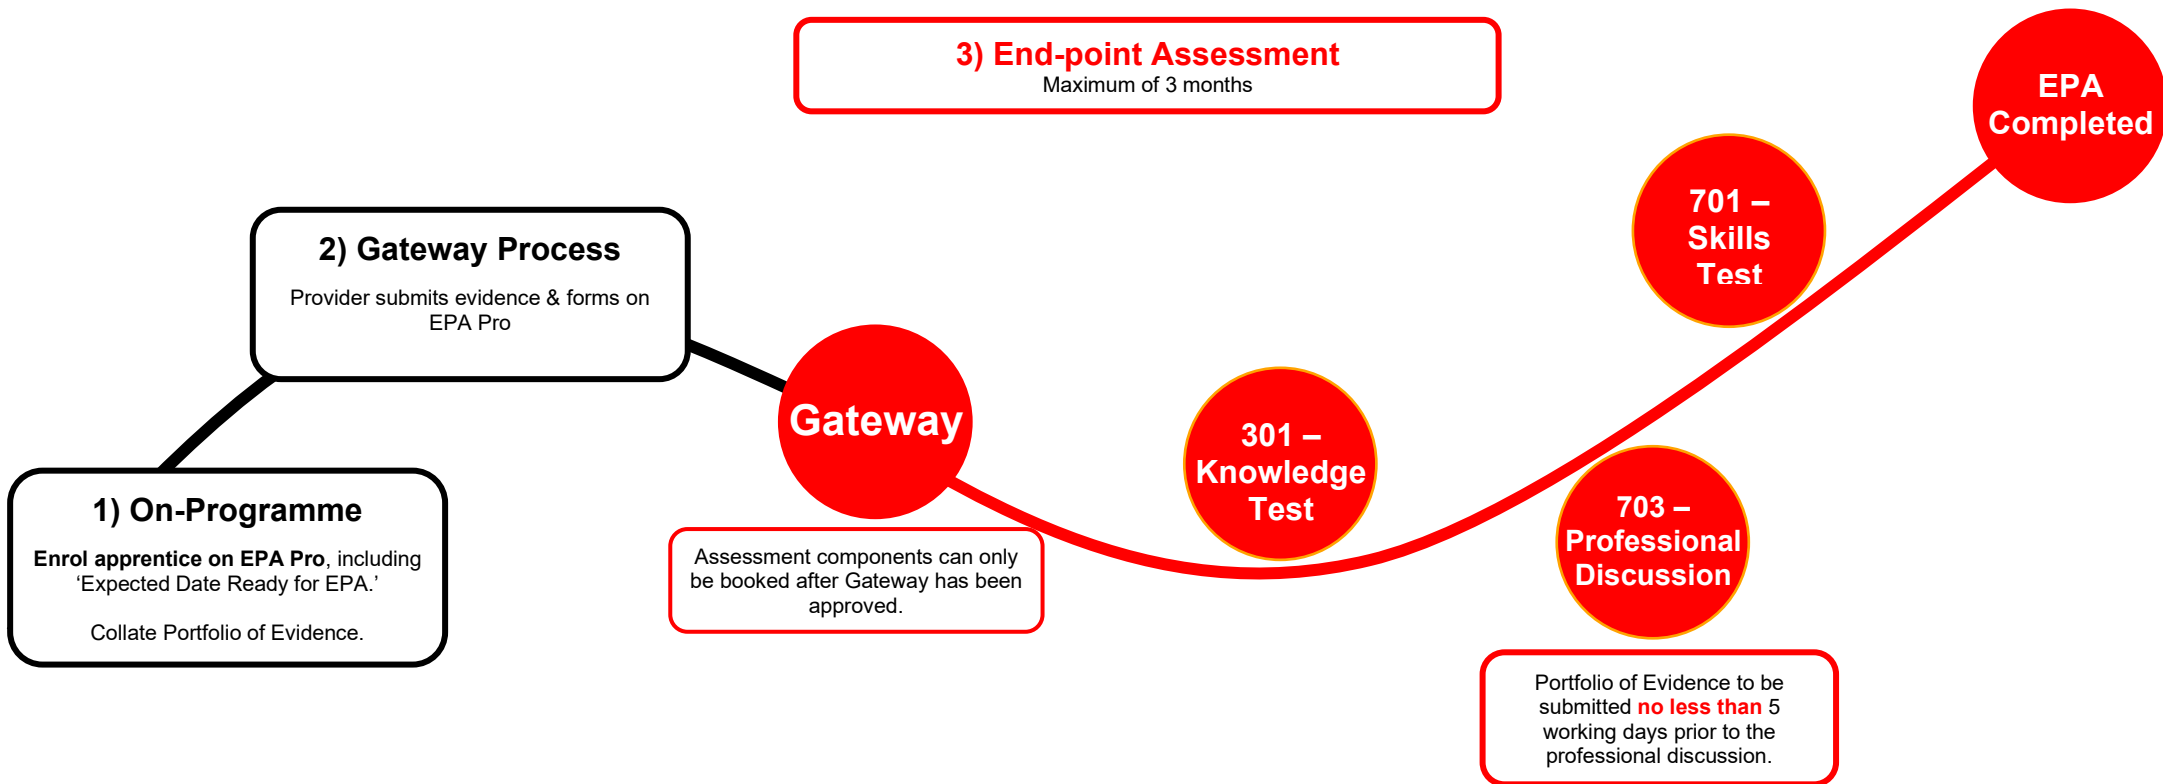 3) End-point Assessment
Maximum of 3 months
EPA
Completed
701 –
Skills
Test
2) Gateway Process
Provider submits evidence & forms on
EPA Pro
Gateway
301 –
Knowledge
Test
1) On-Programme
Enrol apprentice on EPA Pro, including
‘Expected Date Ready for EPA.’
Collate Portfolio of Evidence.
Assessment components can only
be booked after Gateway has been
approved.
703 –
Professional
Discussion
Portfolio of Evidence to be
submitted no less than 5
working days prior to the
professional discussion.